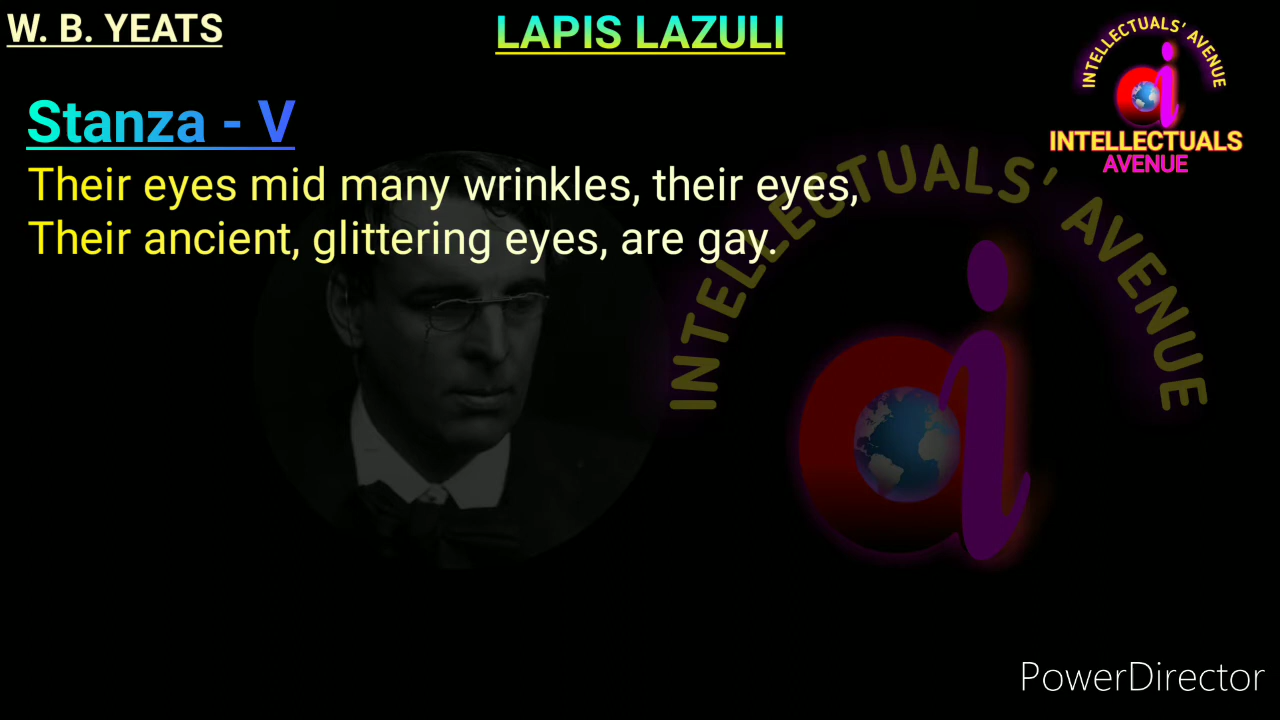 W. B. YEATS
LAPIS LAZULI
INTELLECTUALS' AVENUE
INTELLECTUALS
AVENUE
Stanza - V
Their eyes mid many wrinkles, their eyes,
Their ancient, glittering eyes, are gay.
INTELLECTUALS' AVENUE
PowerDirector